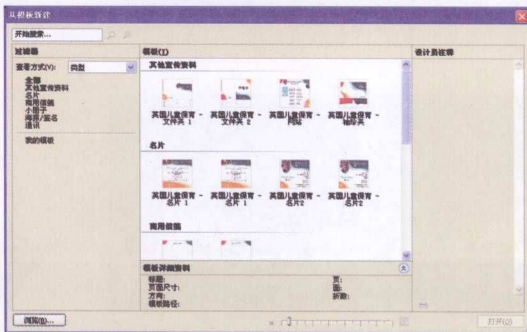 从模板新建
开始搜索...
过滤器
查看方式(V): 类型
全部
其他宣传资料
名片
商用信笺
小册子
海报/签名
通讯
我的模板
模板(T)
其他宣传资料
英国儿童保育 - 文件夹 1
英国儿童保育 - 文件夹 2
英国儿童保育 - 网站
英国儿童保育 -
名片
英国儿童保育 - 名片 1
英国儿童保育 - 名片 1
英国儿童保育 - 名片2
英国儿童保育 - 名片2
商用信笺
模板详细资料
标题:
页面尺寸:
方向:
模板路径:
页:
图:
折数:
设计员注释
浏览(B)...
打开(O)